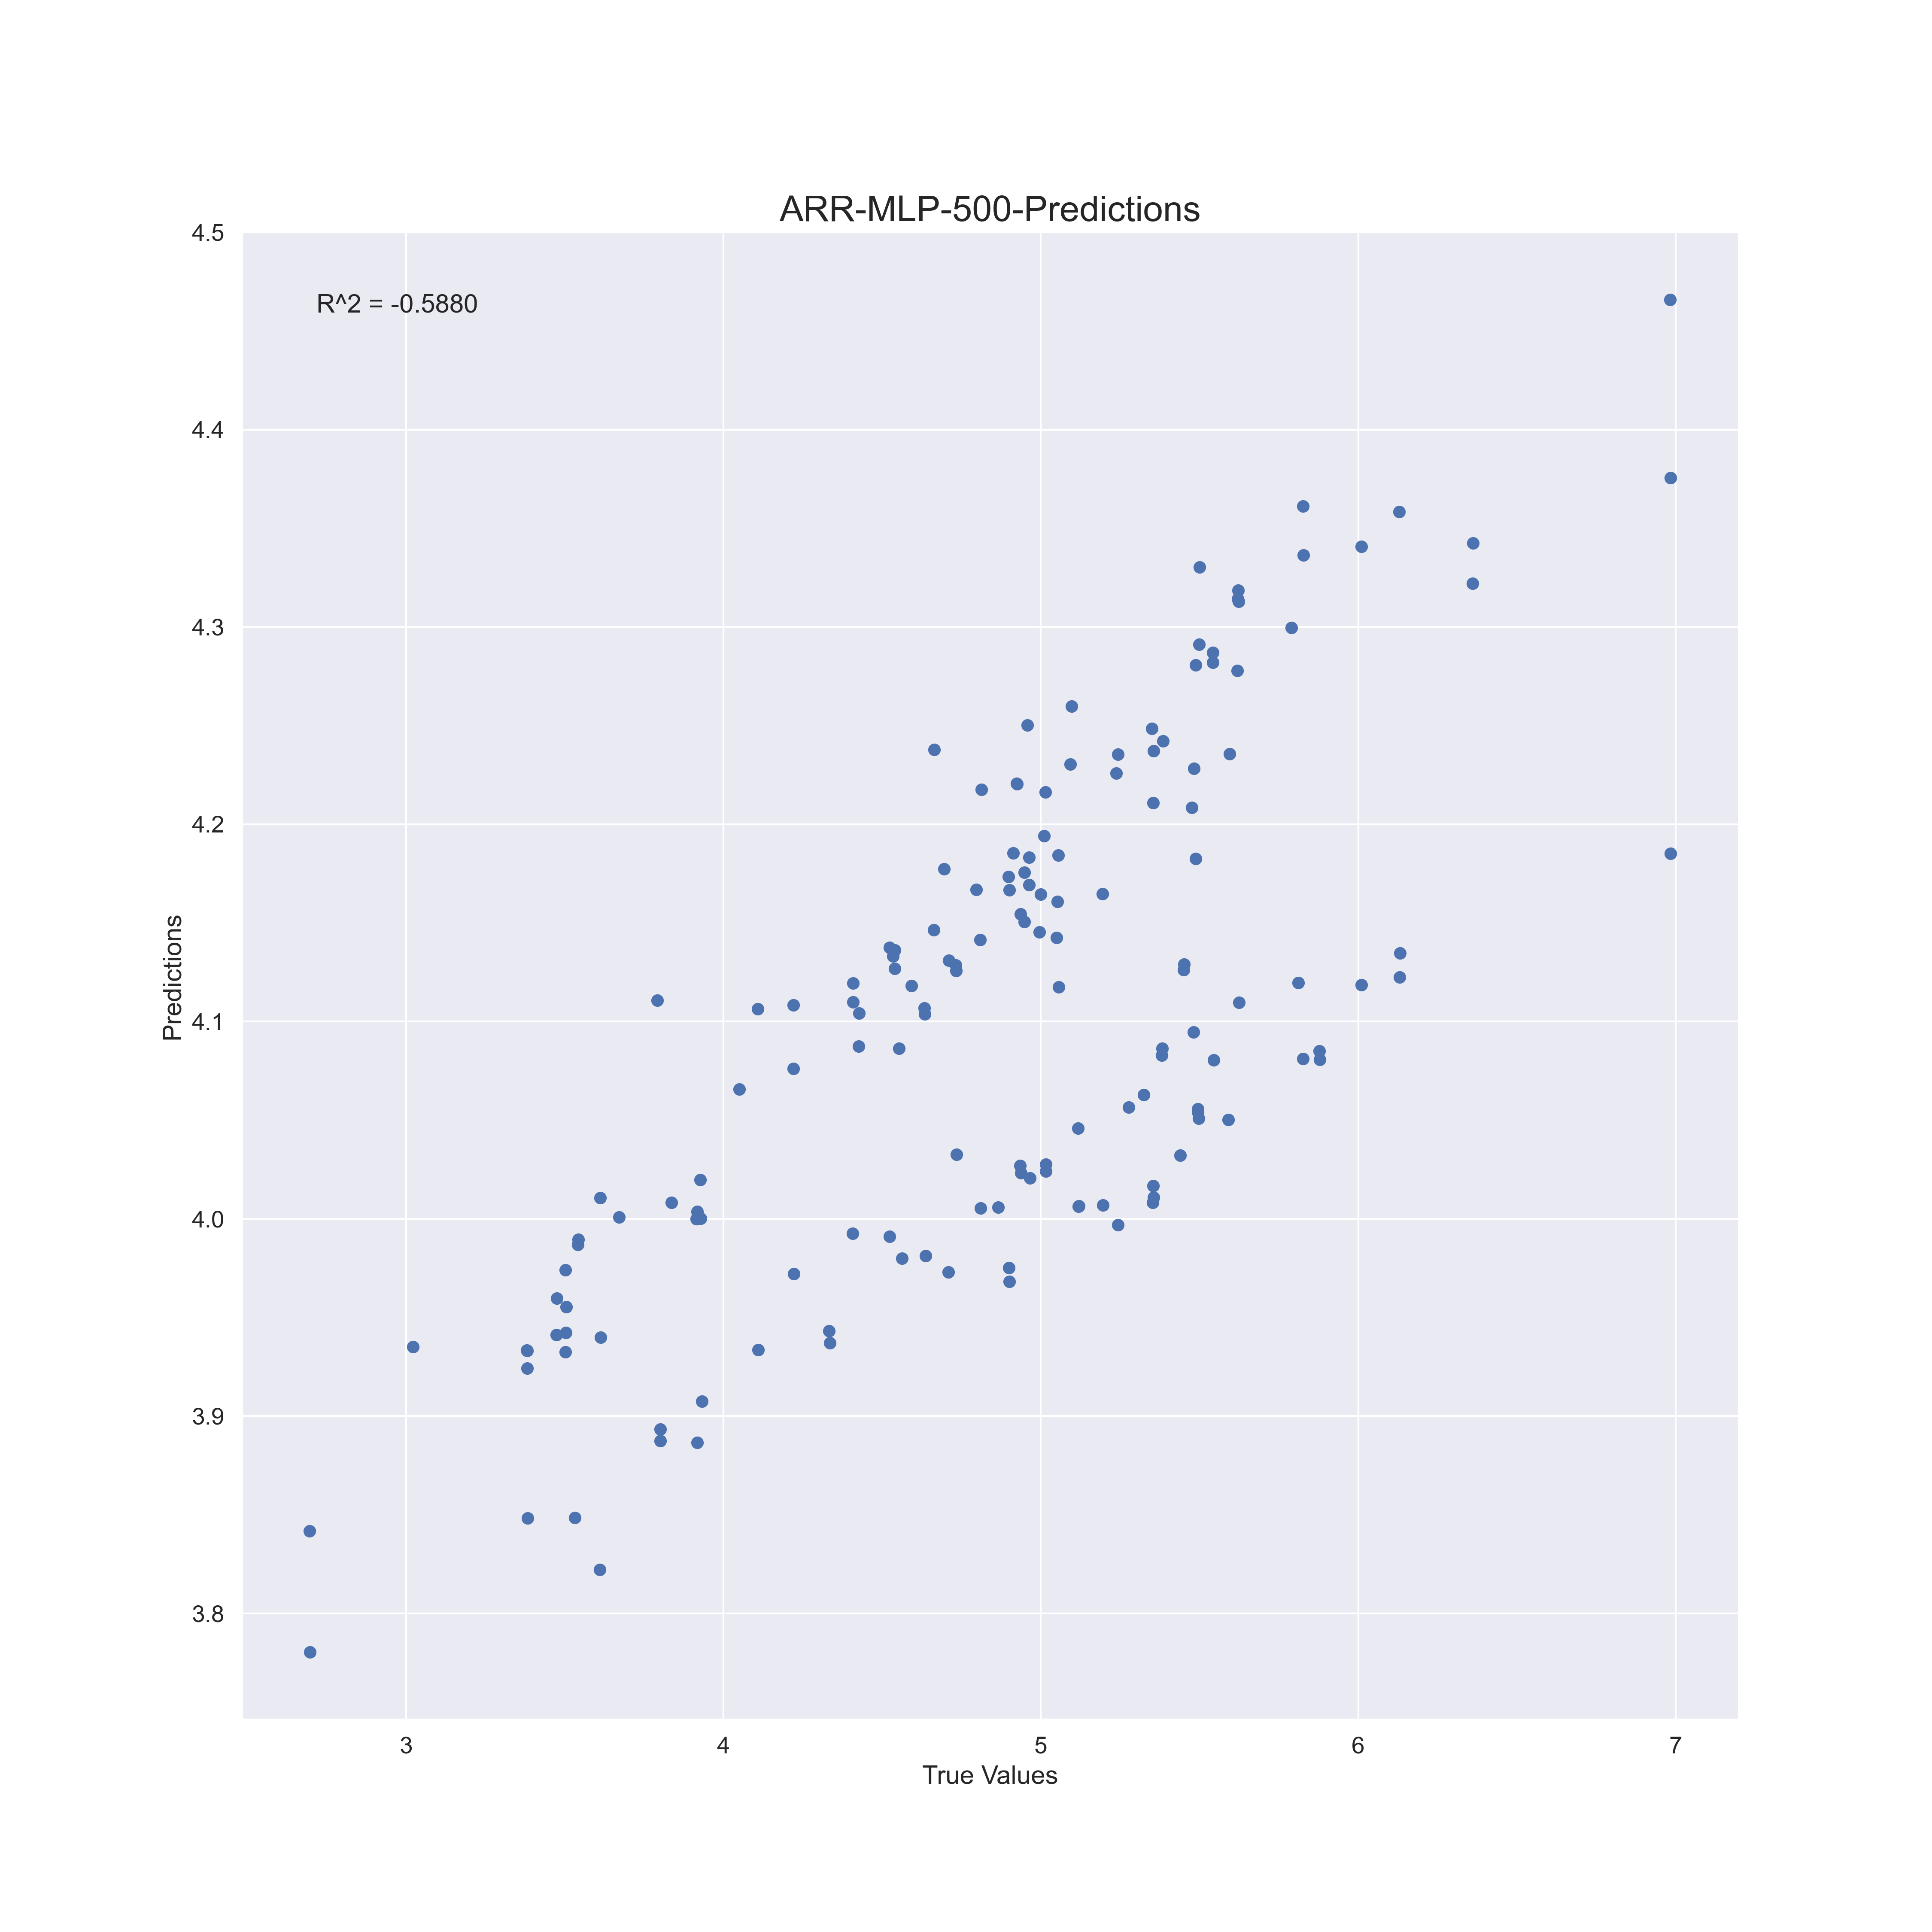 ARR-MLP-500-Predictions
R^2 = -0.5880
4.5
4.4
4.3
4.2
4.1
4.0
3.9
3.8
Predictions
3 4 5 6 7
True Values